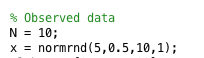 % Observed data
N = 10;
x = normrnd(5,0.5,10,1);